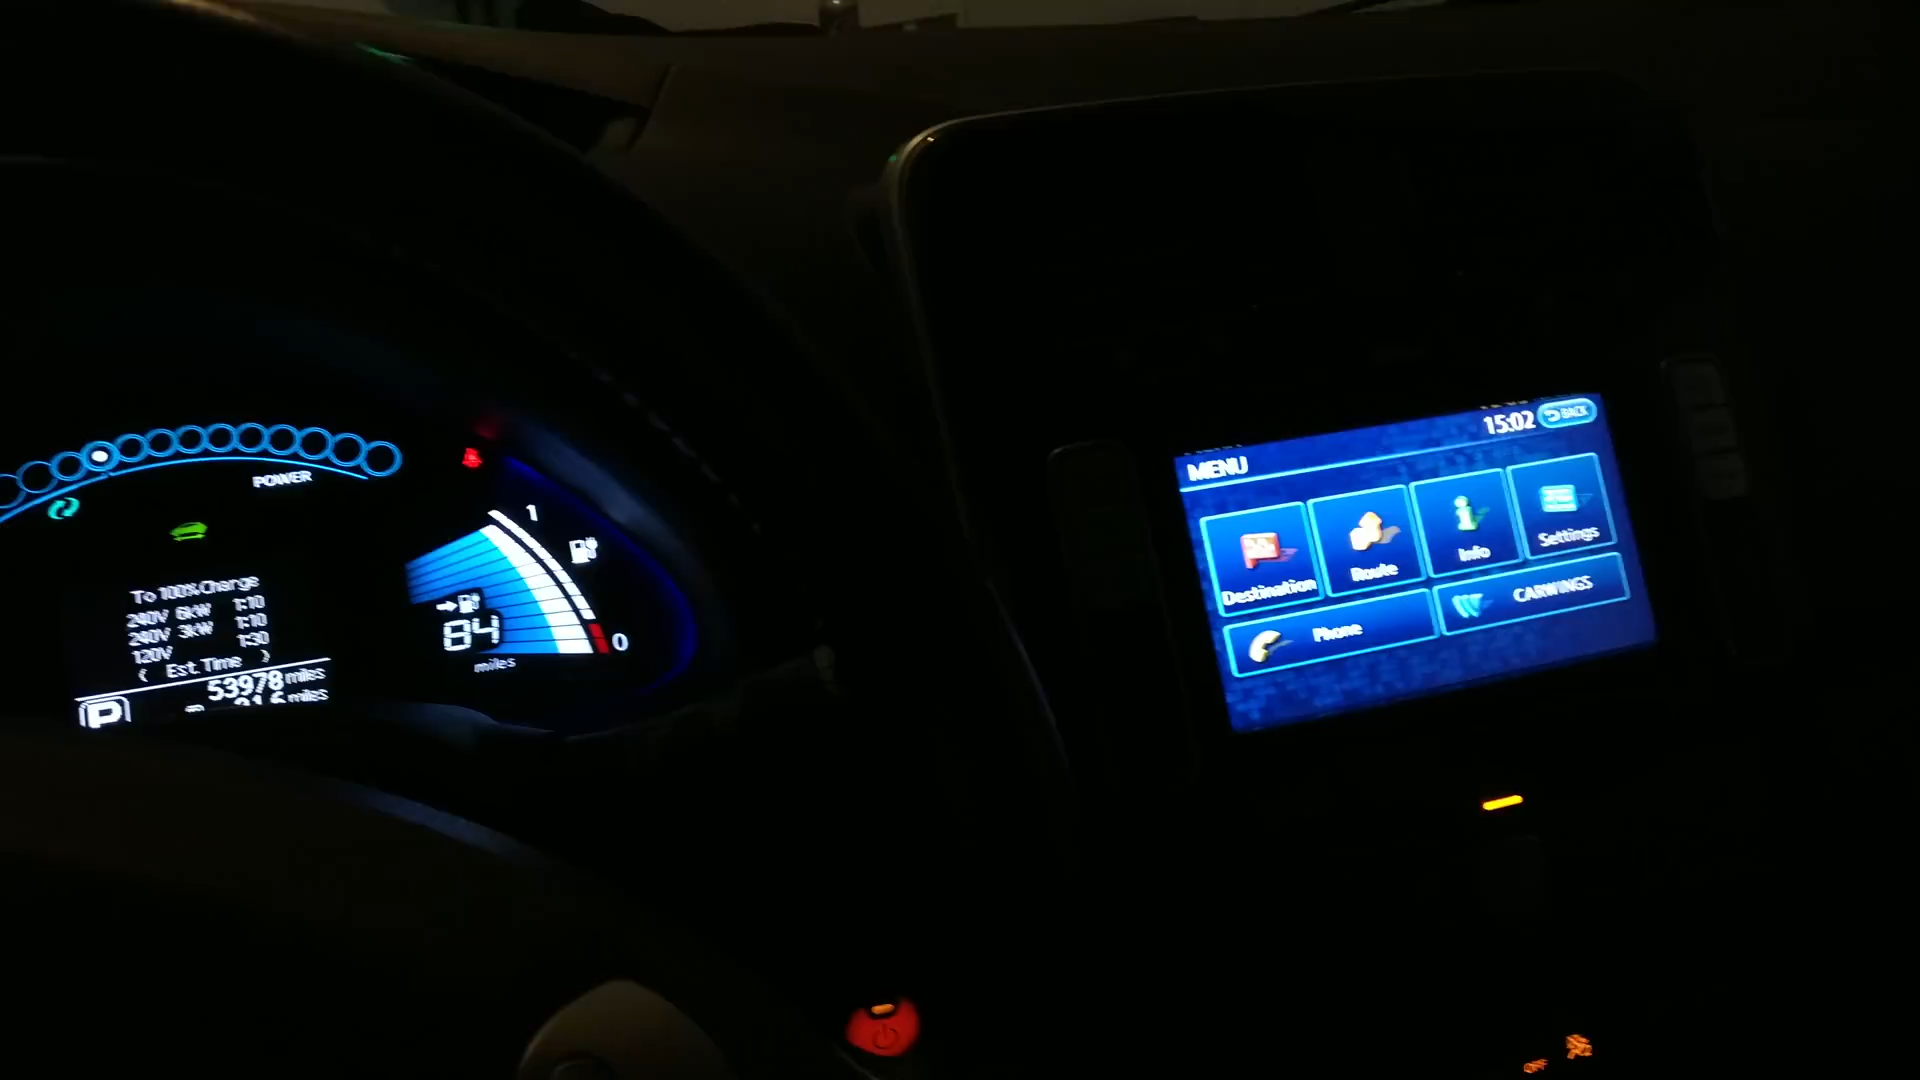 POWER
To 100% Charge
240V 6kW 1:10
240V 3kW 1:10
120V 1:30
< Est. Time >
53978 miles
miles
P
1
84
miles
0
15:02 BACK
MENU
Destination
Route
Info
Settings
Phone
CARWINGS
OFF